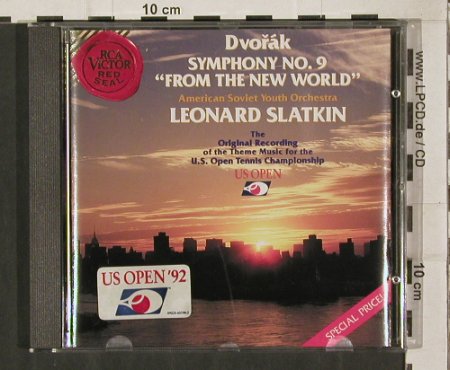 10 cm
RCA
VICTOR
RED
SEAL
Dvořák
SYMPHONY NO. 9
"FROM THE NEW WORLD"
American Soviet Youth Orchestra
LEONARD SLATKIN
The
Original Recording
of the Theme Music for the
U.S. Open Tennis Championship
US OPEN
US OPEN '92
SPECIAL PRICE!
www.LPCD.de / CD
10 cm